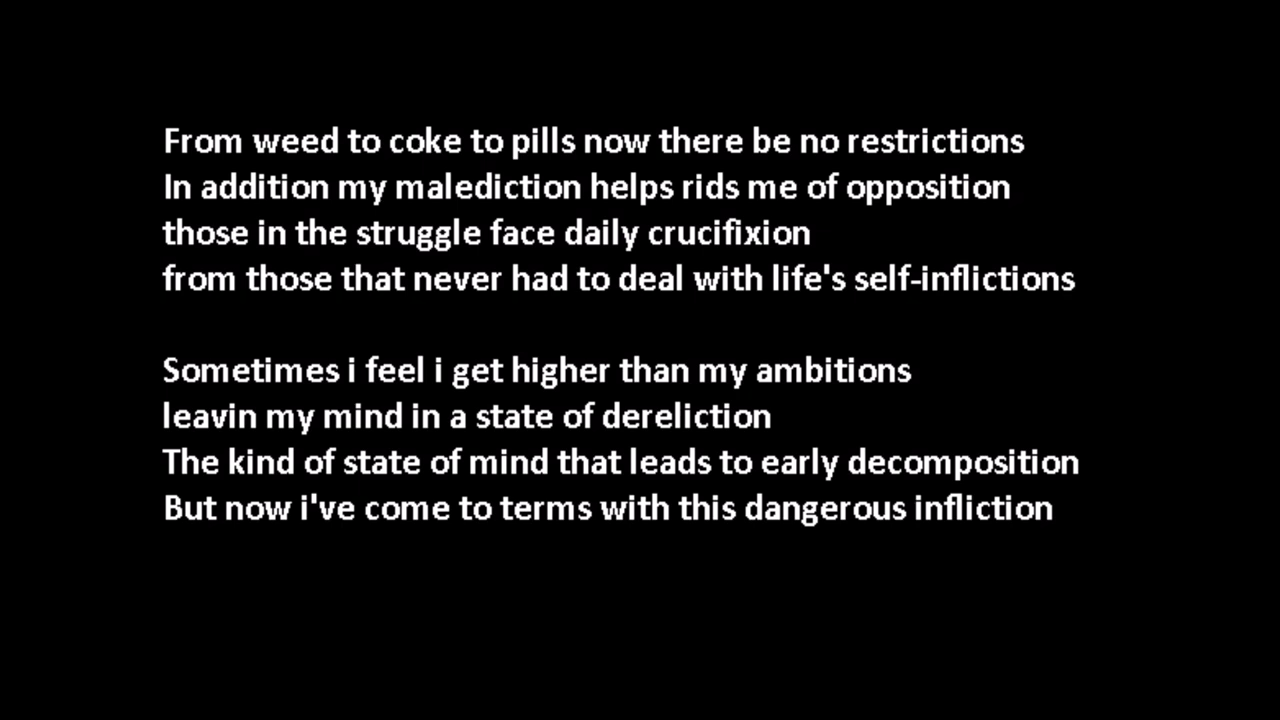 From weed to coke to pills now there be no restrictions
In addition my malediction helps rids me of opposition
those in the struggle face daily crucifixion
from those that never had to deal with life's self-inflictions
Sometimes i feel i get higher than my ambitions
leavin my mind in a state of dereliction
The kind of state of mind that leads to early decomposition
But now i've come to terms with this dangerous infliction